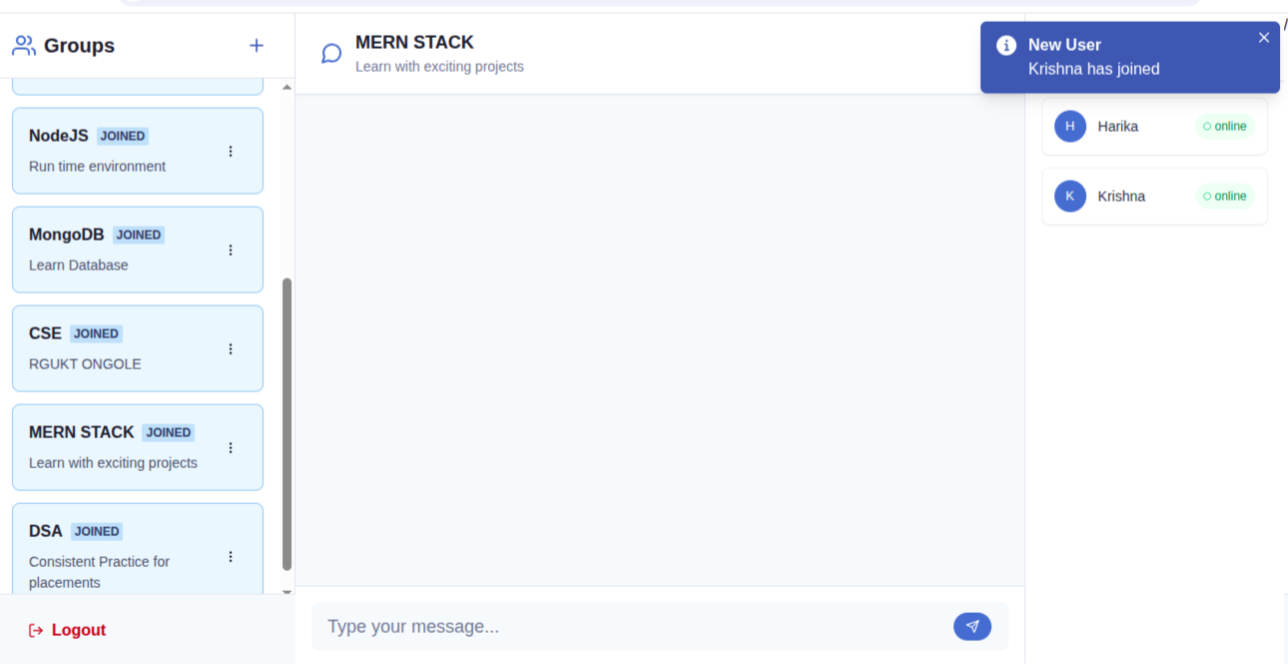 Groups
+
NodeJS JOINED
Run time environment
MongoDB JOINED
Learn Database
CSE JOINED
RGUKT ONGOLE
MERN STACK JOINED
Learn with exciting projects
DSA JOINED
Consistent Practice for
placements
Logout
MERN STACK
Learn with exciting projects
Type your message...
New User
Krishna has joined
H Harika online
K Krishna online